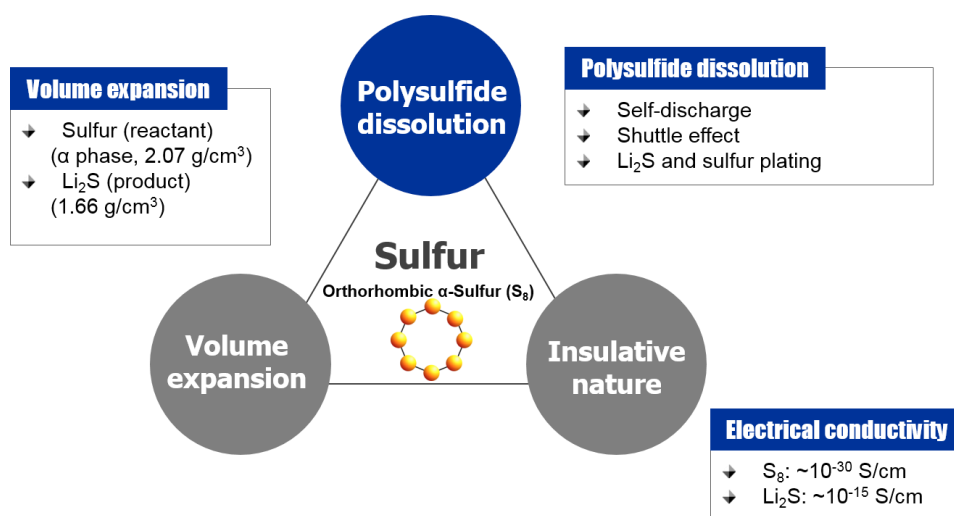 Polysulfide
dissolution
Volume expansion
Sulfur (reactant)
(α phase, 2.07 g/cm³)
Li₂S (product)
(1.66 g/cm³)
Polysulfide dissolution
Self-discharge
Shuttle effect
Li₂S and sulfur plating
Sulfur
Orthorhombic α-Sulfur (S₈)
Volume
expansion
Insulative
nature
Electrical conductivity
S₈: ~10⁻³⁰ S/cm
Li₂S: ~10⁻¹⁵ S/cm